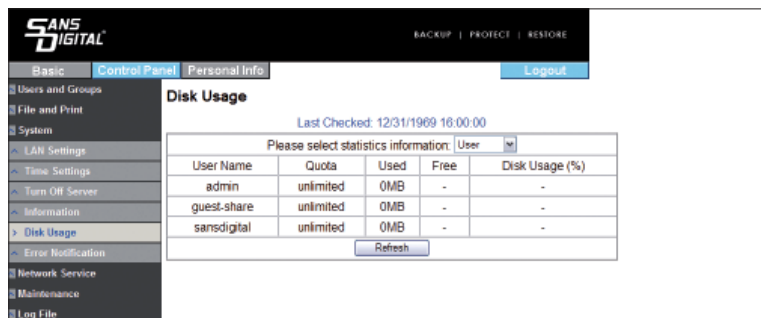 SANS DIGITAL
BACKUP | PROTECT | RESTORE
Basic Control Panel Personal Info Logout
Users and Groups
File and Print
System
LAN Settings
Time Settings
Turn Off Server
Information
Disk Usage
Error Notification
Network Service
Maintenance
Log File
Disk Usage
Last Checked: 12/31/1969 16:00:00
Please select statistics information: User
User Name Quota Used Free Disk Usage (%)
admin unlimited 0MB - -
guest-share unlimited 0MB - -
sansdigital unlimited 0MB - -
Refresh